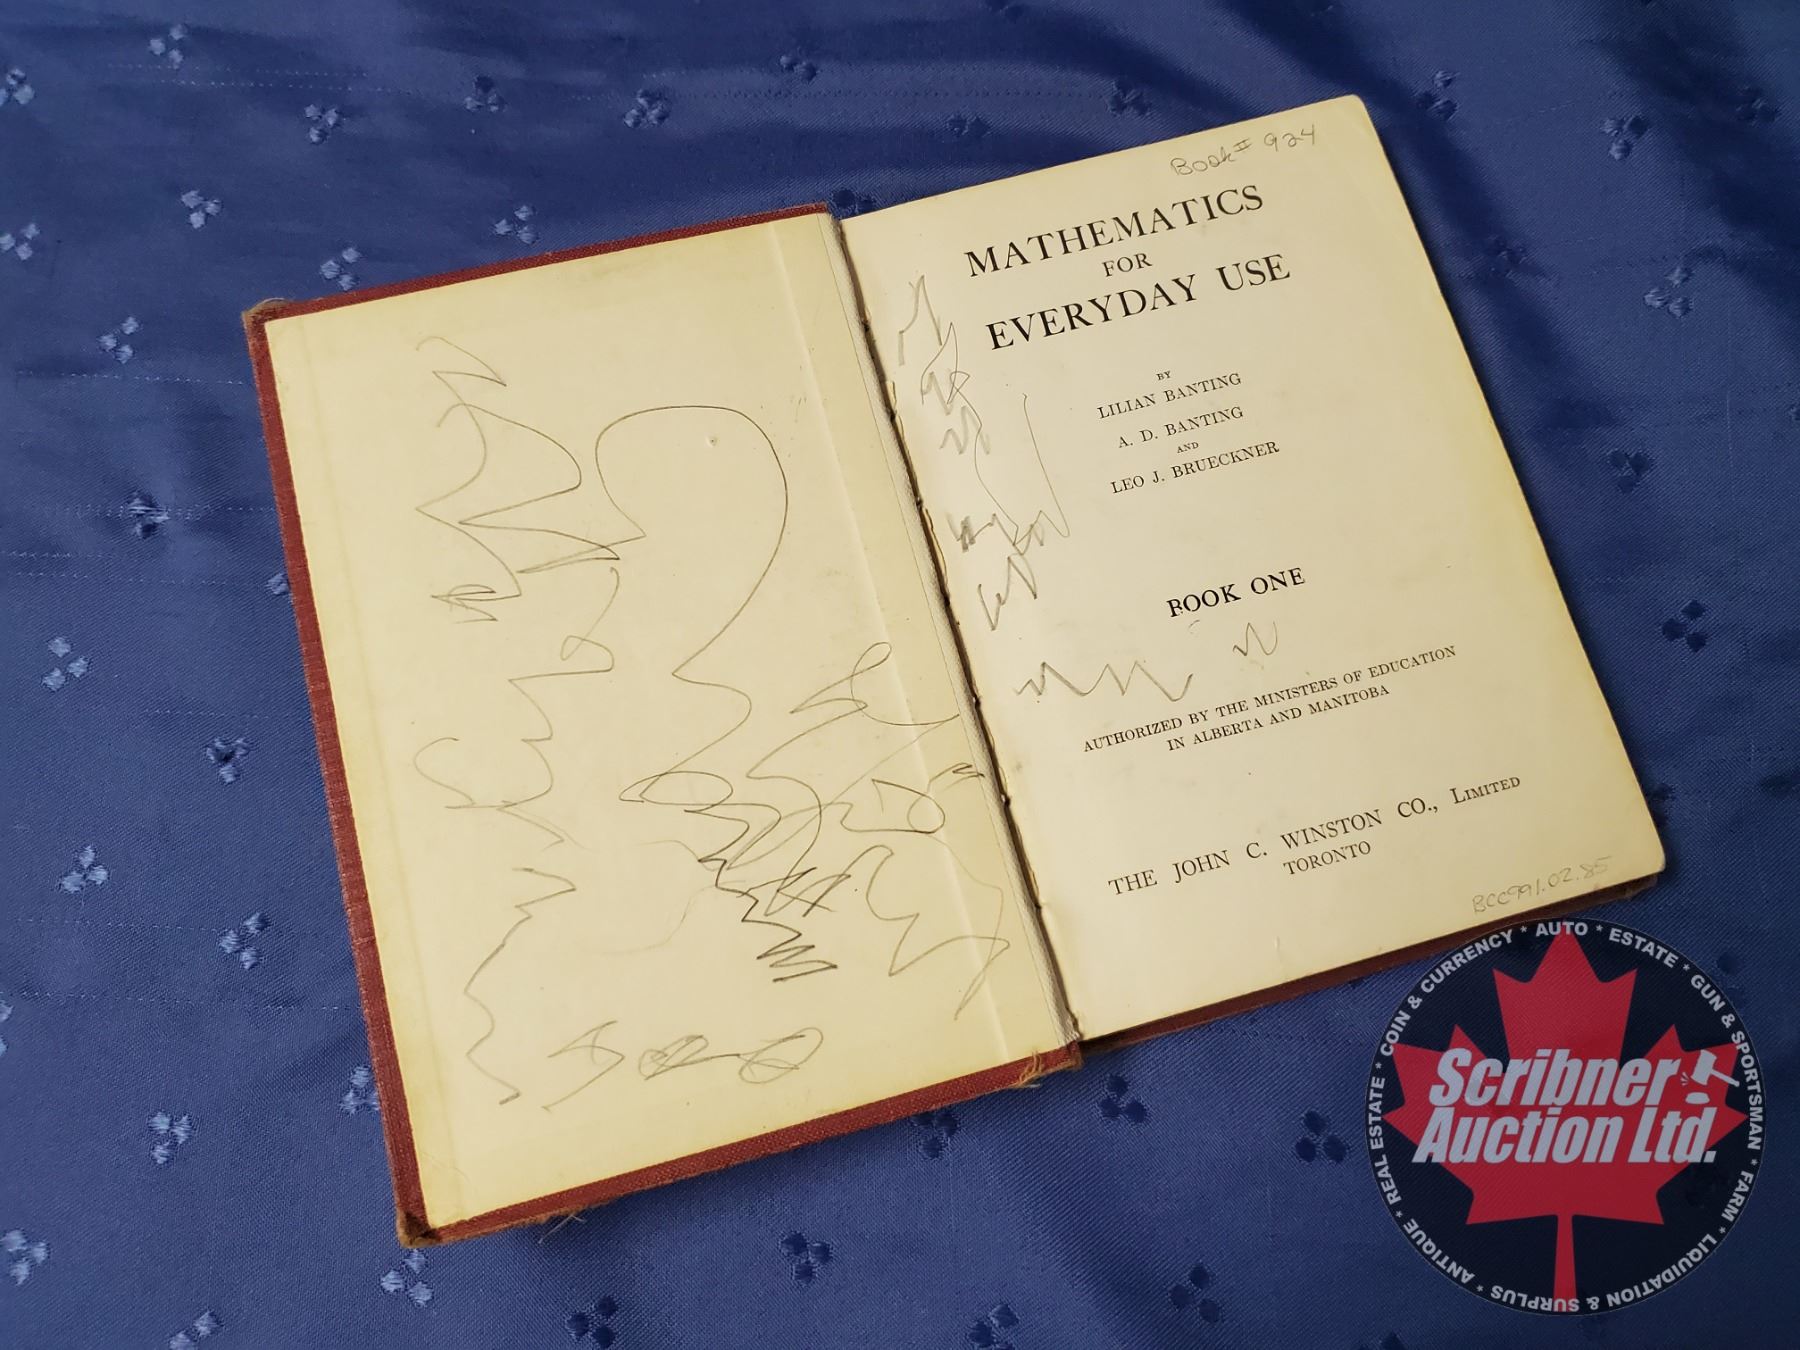 Book # 924
MATHEMATICS
FOR
EVERYDAY USE
BY
LILIAN BANTING
A. D. BANTING
AND
LEO J. BRUECKNER
BOOK ONE
AUTHORIZED BY THE MINISTERS OF EDUCATION
IN ALBERTA AND MANITOBA
THE JOHN C. WINSTON CO., LIMITED
TORONTO
BCC991.02.85
* COIN & CURRENCY * AUTO * ESTATE * GUN & SPORTSMAN * FARM * LIQUIDATION & SURPLUS * ANTIQUE * REAL ESTATE
Scribner
Auction Ltd.